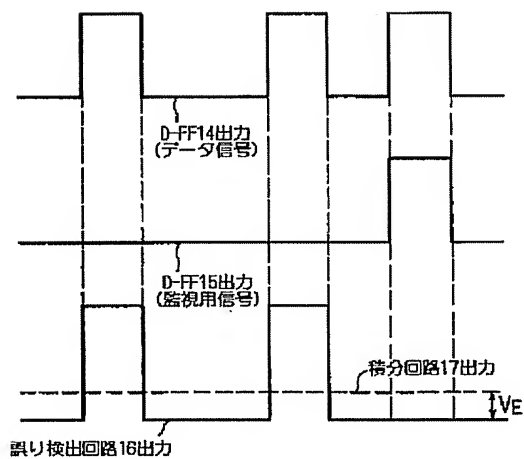 D-FF14出力
(データ信号)
D-FF15出力
(監視用信号)
積分回路17出力
VE
誤り検出回路16出力